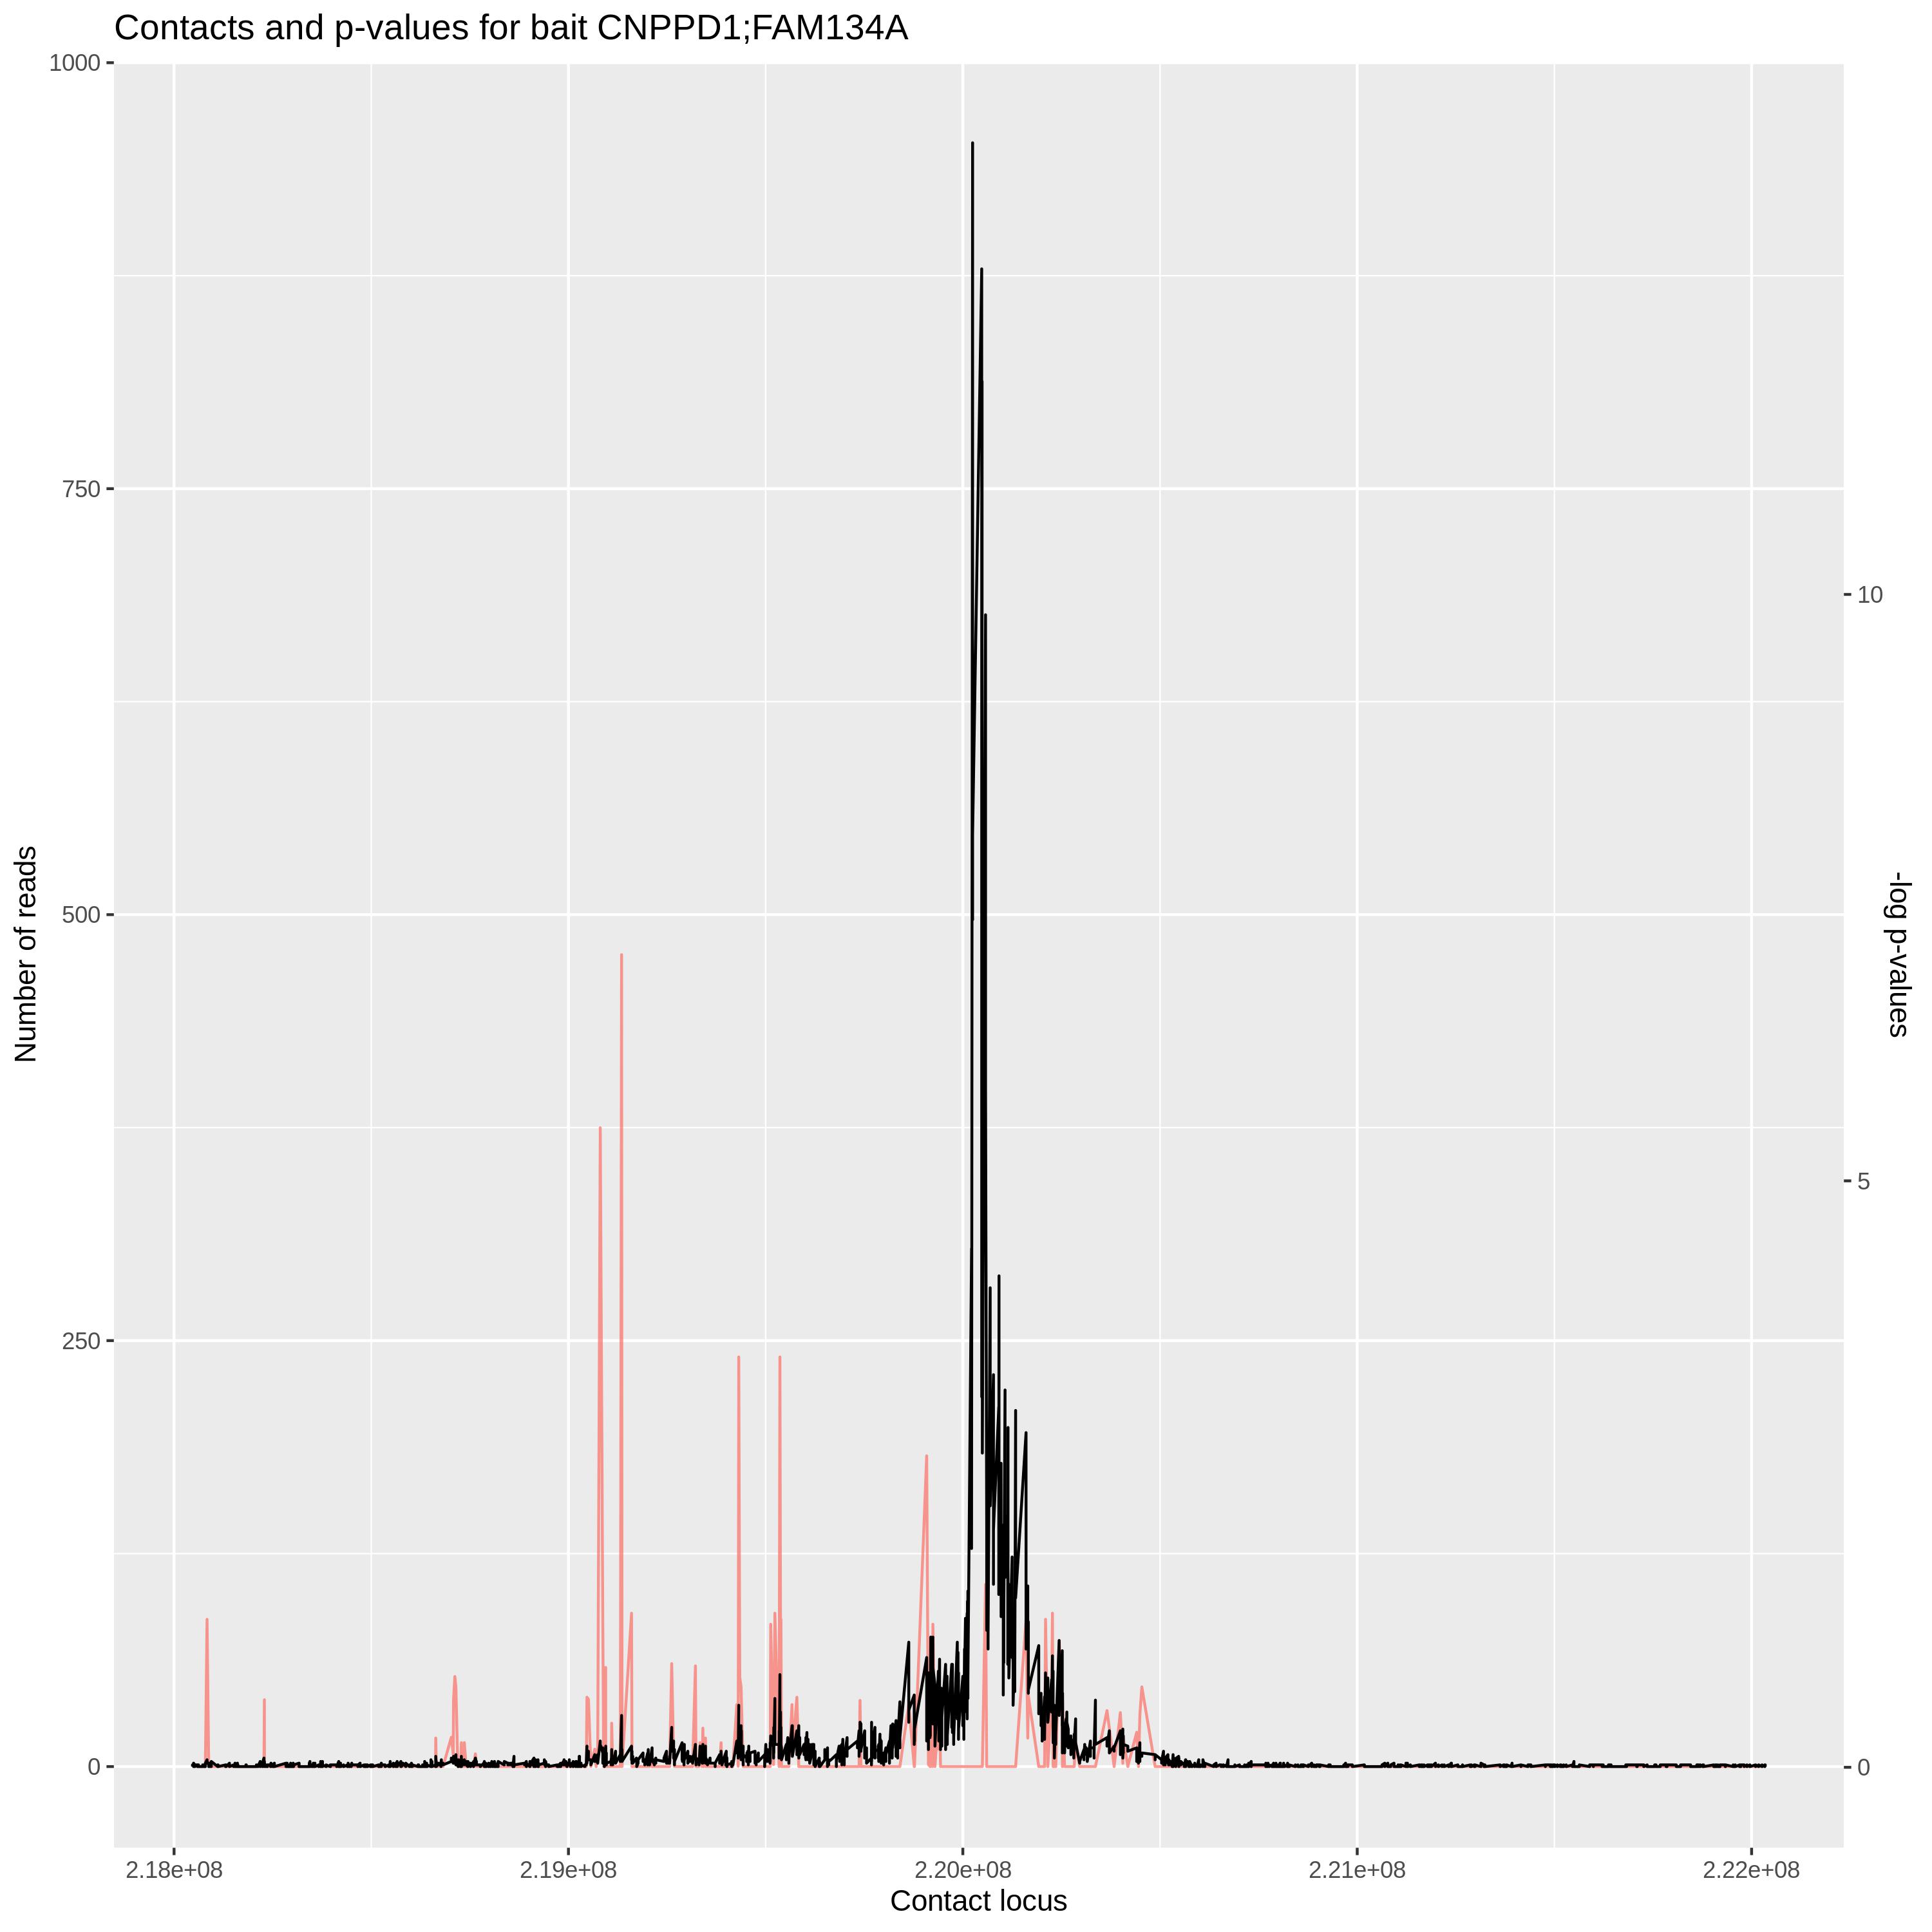 Contacts and p-values for bait CNPPD1;FAM134A
1000
750
500
250
0
Number of reads
10
5
0
-log p-values
2.18e+08
2.19e+08
2.20e+08
2.21e+08
2.22e+08
Contact locus